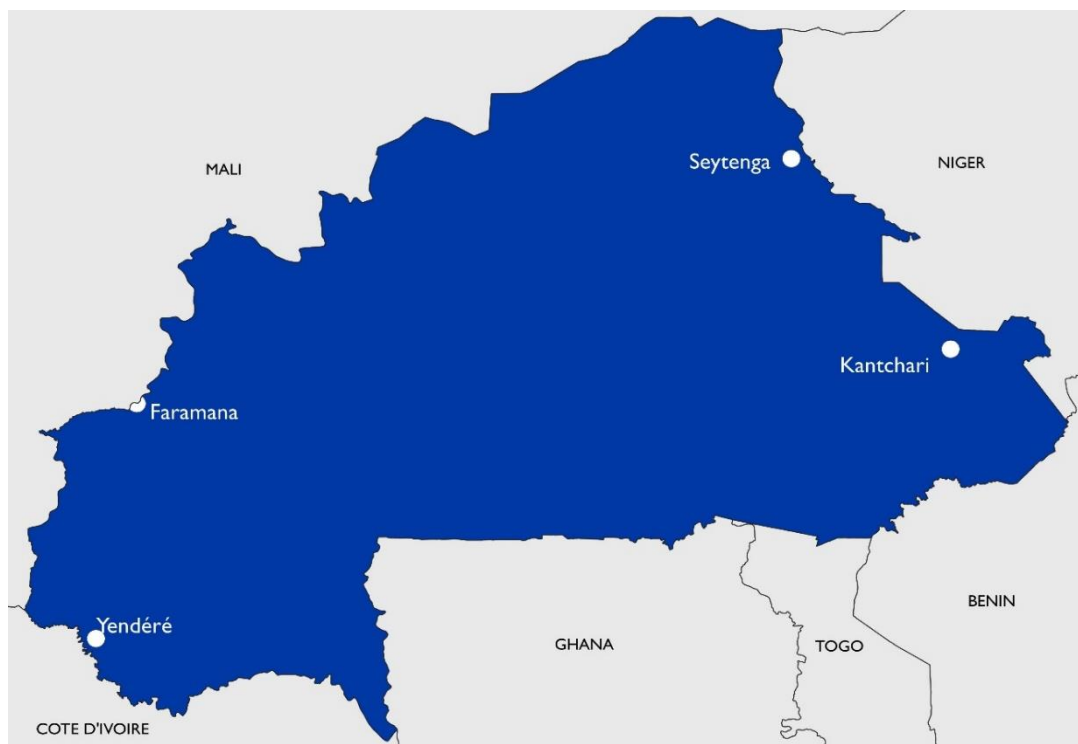 Seytenga
MALI
NIGER
Kantchari
Faramana
BENIN
Yendéré
GHANA
TOGO
COTE D'IVOIRE